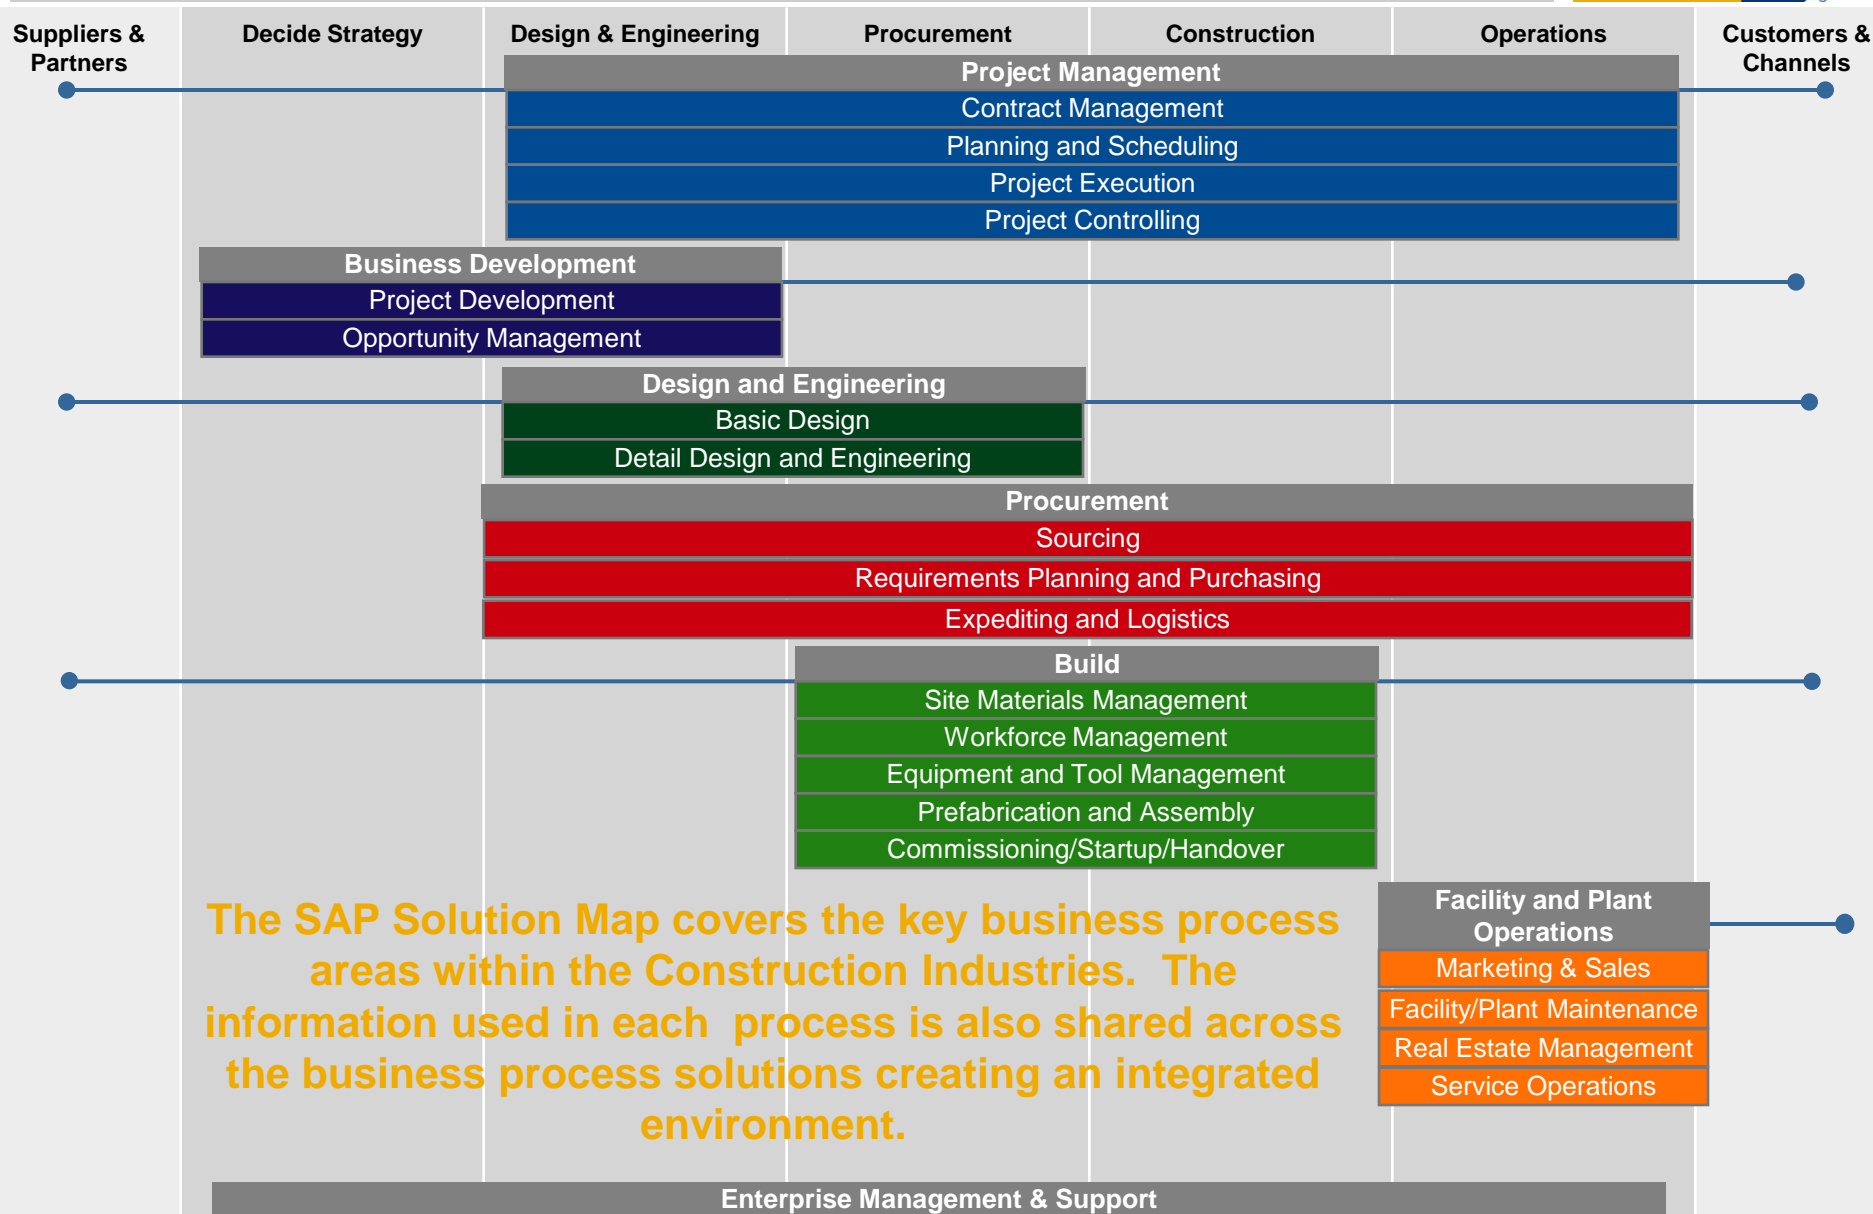 Suppliers &
Partners
Decide Strategy
Design & Engineering
Procurement
Construction
Operations
Customers &
Channels
Project Management
Contract Management
Planning and Scheduling
Project Execution
Project Controlling
Business Development
Project Development
Opportunity Management
Design and Engineering
Basic Design
Detail Design and Engineering
Procurement
Sourcing
Requirements Planning and Purchasing
Expediting and Logistics
Build
Site Materials Management
Workforce Management
Equipment and Tool Management
Prefabrication and Assembly
Commissioning/Startup/Handover
Facility and Plant
Operations
Marketing & Sales
Facility/Plant Maintenance
Real Estate Management
Service Operations
The SAP Solution Map covers the key business process
areas within the Construction Industries.  The
information used in each  process is also shared across
the business process solutions creating an integrated
environment.
Enterprise Management & Support